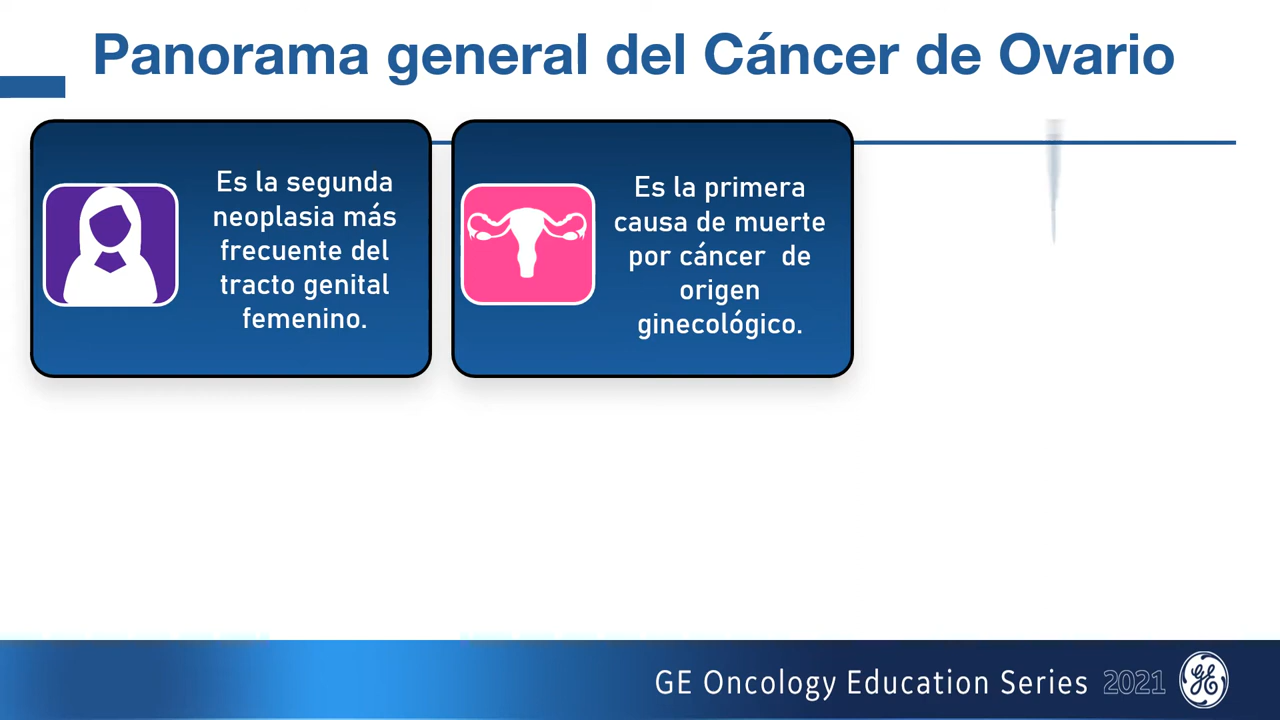 Panorama general del Cáncer de Ovario
Es la segunda
neoplasia más
frecuente del
tracto genital
femenino.
Es la primera
causa de muerte
por cáncer  de
origen
ginecológico.
GE Oncology Education Series 2021
GE